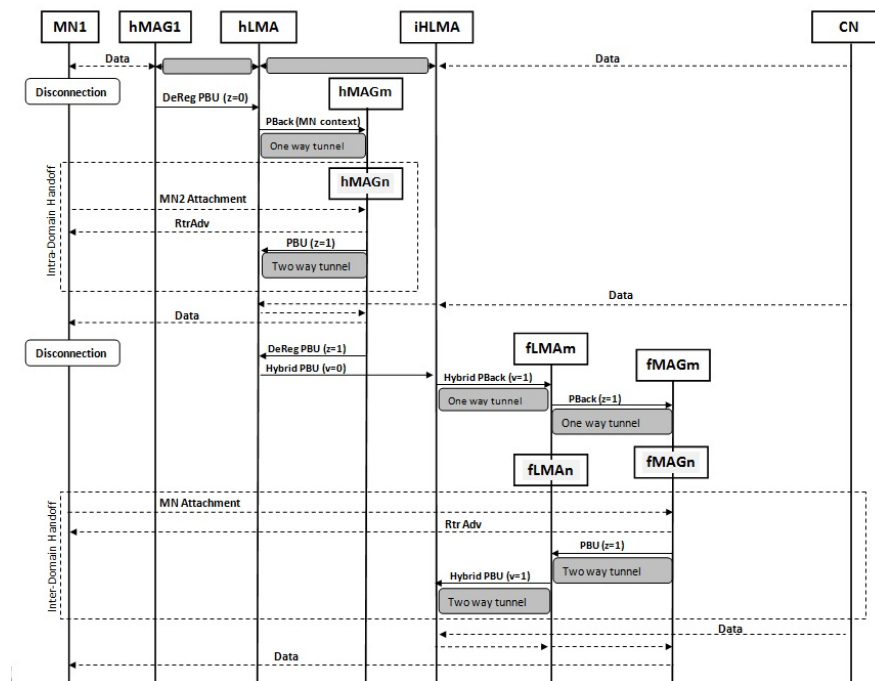 MN1
hMAG1
hLMA
iHLMA
CN
Data
Data
Disconnection
DeReg PBU (z=0)
hMAGm
PBack (MN context)
One way tunnel
Intra-Domain Handoff
hMAGn
MN2 Attachment
RtrAdv
PBU (z=1)
Two way tunnel
Data
Data
Disconnection
DeReg PBU (z=1)
Hybrid PBU (v=0)
fLMAm
fMAGm
Hybrid PBack (v=1)
One way tunnel
PBack (z=1)
One way tunnel
fLMAn
fMAGn
Inter-Domain Handoff
MN Attachment
Rtr Adv
PBU (z=1)
Two way tunnel
Hybrid PBU (v=1)
Two way tunnel
Data
Data